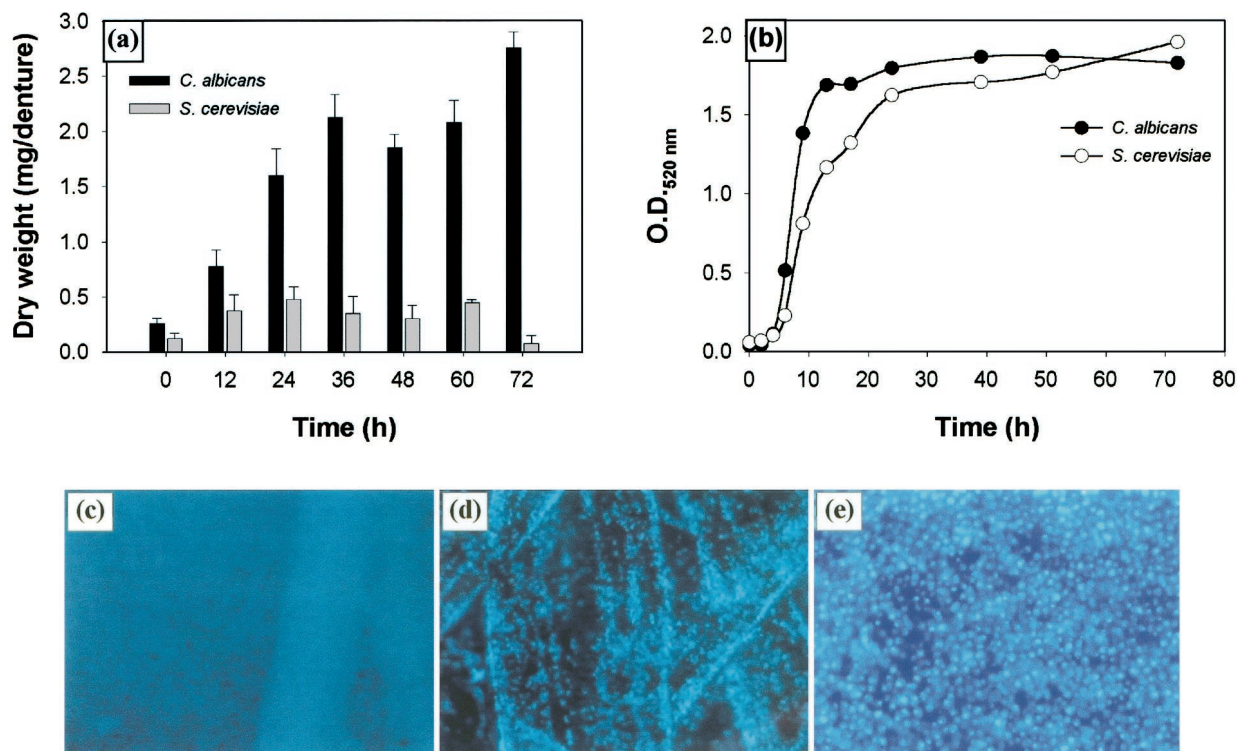 (a)
Dry weight (mg/denture)
3.0
2.5
2.0
1.5
1.0
0.5
0.0
C. albicans
S. cerevisiae
0 12 24 36 48 60 72
Time (h)
(b)
O.D.520 nm
2.0
1.5
1.0
0.5
0.0
C. albicans
S. cerevisiae
0 10 20 30 40 50 60 70 80
Time (h)
(c)
(d)
(e)